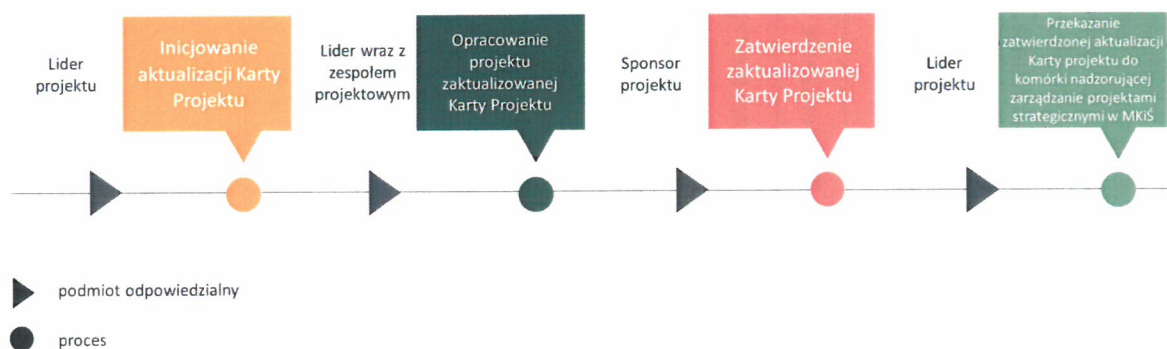 Lider
projektu
Inicjowanie
aktualizacji Karty
Projektu
Lider wraz z
zespołem
projektowym
Opracowanie
projektu
zaktualizowanej
Karty Projektu
Sponsor
projektu
Zatwierdzenie
zaktualizowanej
Karty Projektu
Lider
projektu
Przekazanie
zatwierdzonej aktualizacji
Karty projektu do
komórki nadzorującej
zarządzanie projektami
strategicznymi w MKiŚ
podmiot odpowiedzialny
proces